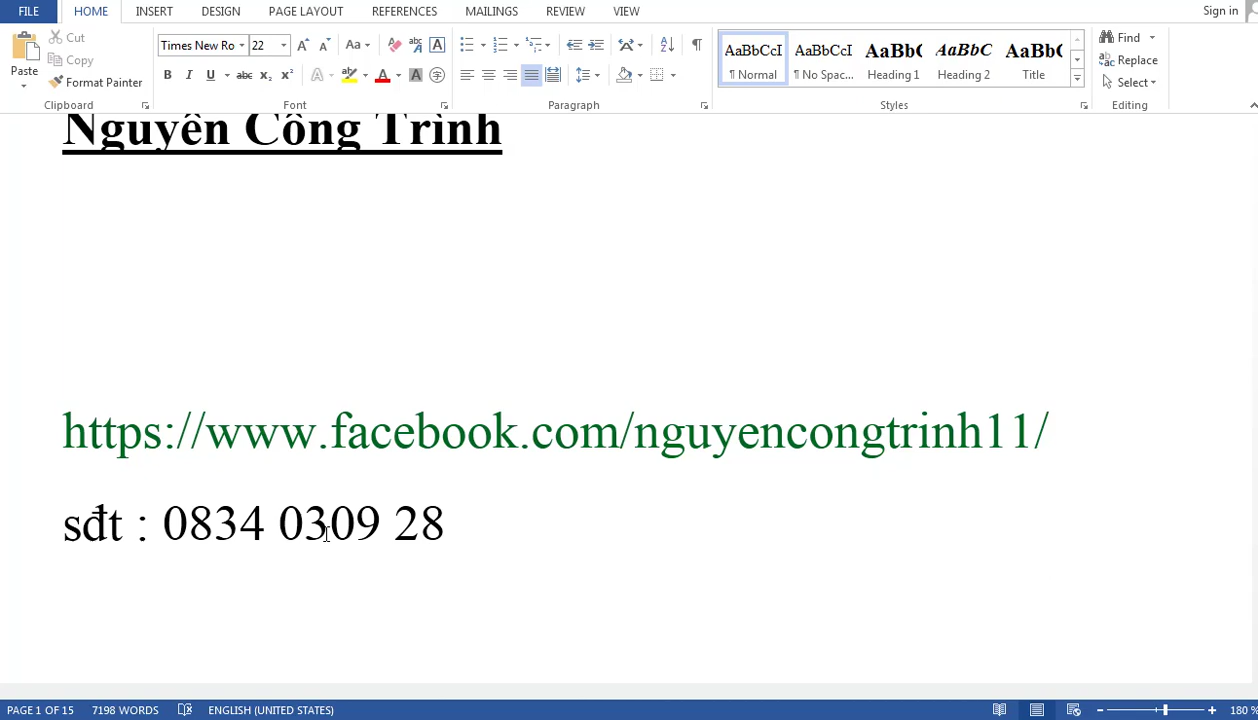 FILE HOME INSERT DESIGN PAGE LAYOUT REFERENCES MAILINGS REVIEW VIEW Sign in
Cut
Copy
Paste
Format Painter
Times New Ro 22
AaBbCcI AaBbCcI AaBbC AaBbC AaBb(
¶ Normal ¶ No Spac... Heading 1 Heading 2 Title
Find
Replace
Select
Clipboard Font Paragraph Styles Editing
Nguyễn Công Trình
https://www.facebook.com/nguyencongtrinh11/
sđt : 0834 0309 28
PAGE 1 OF 15 7198 WORDS ENGLISH (UNITED STATES) 180 %